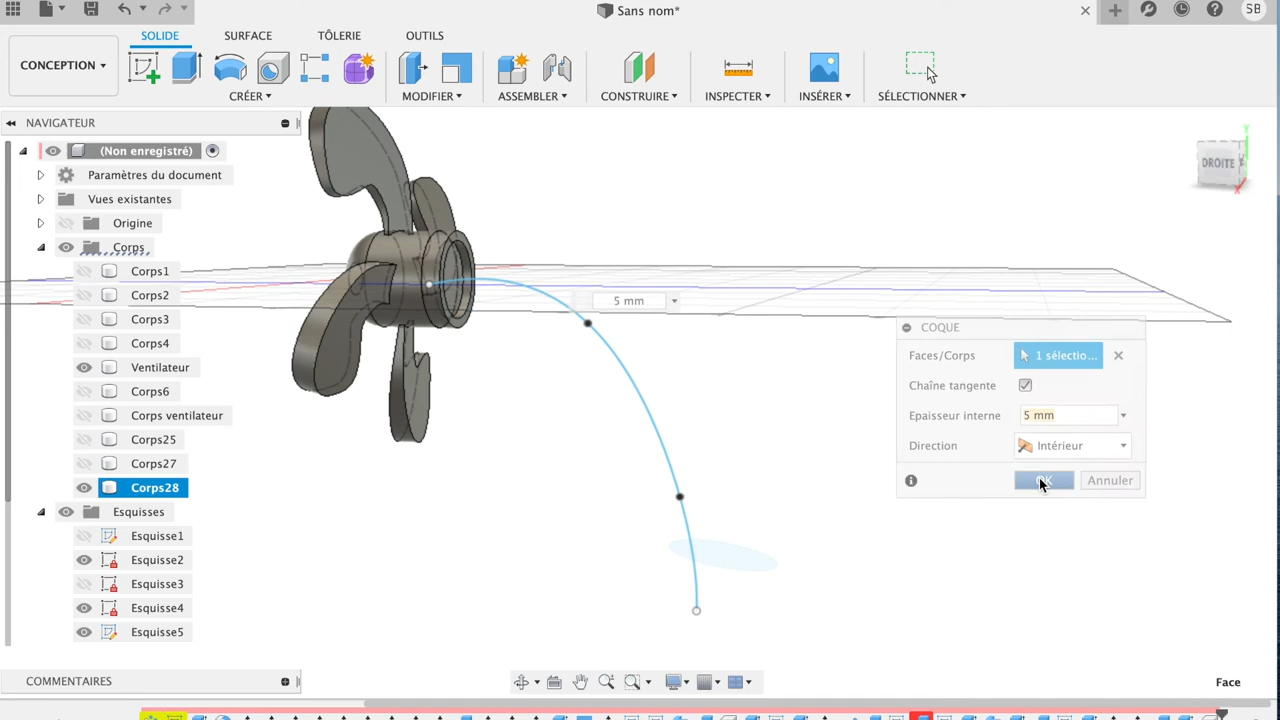 Sans nom*
SB
SOLIDE SURFACE TÔLERIE OUTILS
CONCEPTION
CRÉER MODIFIER ASSEMBLER CONSTRUIRE INSPECTER INSÉRER SÉLECTIONNER
NAVIGATEUR
(Non enregistré)
Paramètres du document
Vues existantes
Origine
Corps
Corps1
Corps2
Corps3
Corps4
Ventilateur
Corps6
Corps ventilateur
Corps25
Corps27
Corps28
Esquisses
Esquisse1
Esquisse2
Esquisse3
Esquisse4
Esquisse5
COMMENTAIRES
DROITE
X
5 mm
COQUE
Faces/Corps 1 sélectio...
Chaîne tangente
Epaisseur interne 5 mm
Direction Intérieur
OK Annuler
Face